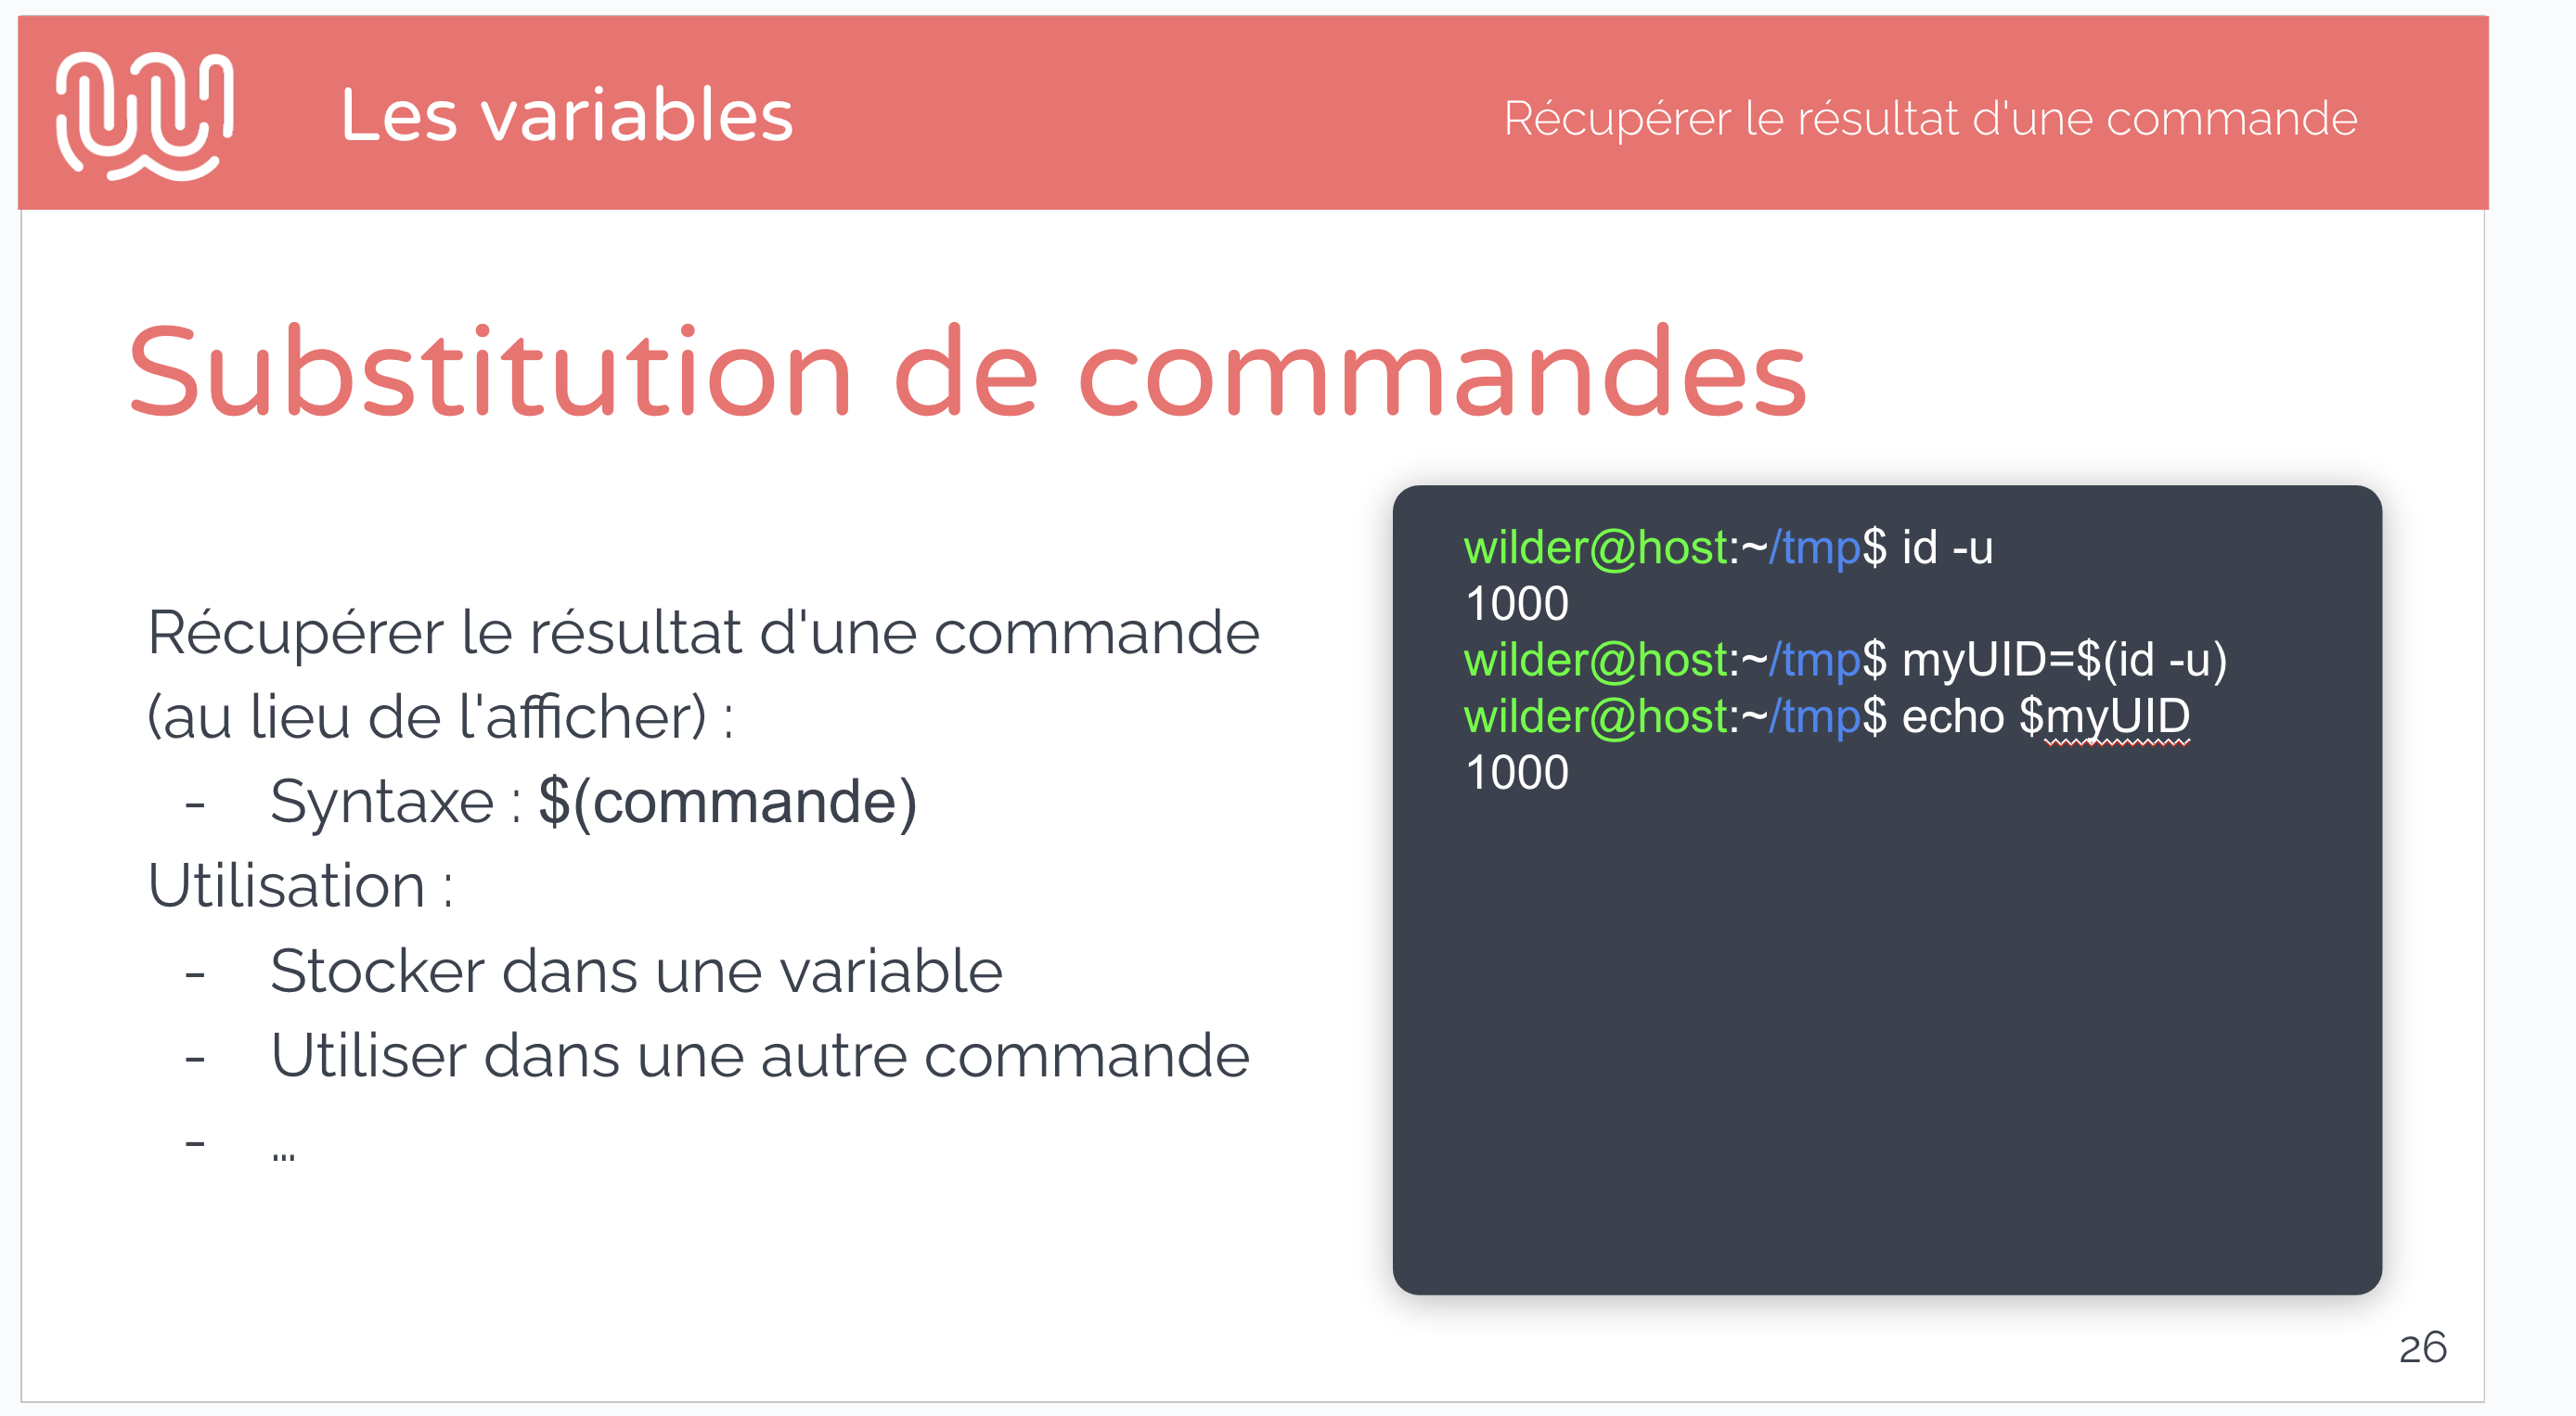 Les variables
Récupérer le résultat d'une commande
Substitution de commandes
Récupérer le résultat d'une commande
(au lieu de l'afficher) :
- Syntaxe : $(commande)
Utilisation :
- Stocker dans une variable
- Utiliser dans une autre commande
- ...
wilder@host:~/tmp$ id -u
1000
wilder@host:~/tmp$ myUID=$(id -u)
wilder@host:~/tmp$ echo $myUID
1000
26